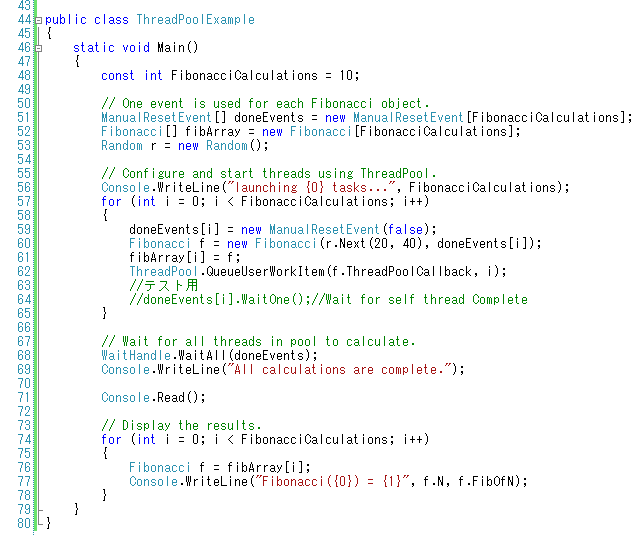 43
44 public class ThreadPoolExample
45 {
46     static void Main()
47     {
48         const int FibonacciCalculations = 10;
49
50         // One event is used for each Fibonacci object.
51         ManualResetEvent[] doneEvents = new ManualResetEvent[FibonacciCalculations];
52         Fibonacci[] fibArray = new Fibonacci[FibonacciCalculations];
53         Random r = new Random();
54
55         // Configure and start threads using ThreadPool.
56         Console.WriteLine("launching {0} tasks...", FibonacciCalculations);
57         for (int i = 0; i < FibonacciCalculations; i++)
58         {
59             doneEvents[i] = new ManualResetEvent(false);
60             Fibonacci f = new Fibonacci(r.Next(20, 40), doneEvents[i]);
61             fibArray[i] = f;
62             ThreadPool.QueueUserWorkItem(f.ThreadPoolCallback, i);
63             //テスト用
64             //doneEvents[i].WaitOne();//Wait for self thread Complete
65         }
66
67         // Wait for all threads in pool to calculate.
68         WaitHandle.WaitAll(doneEvents);
69         Console.WriteLine("All calculations are complete.");
70
71         Console.Read();
72
73         // Display the results.
74         for (int i = 0; i < FibonacciCalculations; i++)
75         {
76             Fibonacci f = fibArray[i];
77             Console.WriteLine("Fibonacci({0}) = {1}", f.N, f.FibOfN);
78         }
79     }
80 }